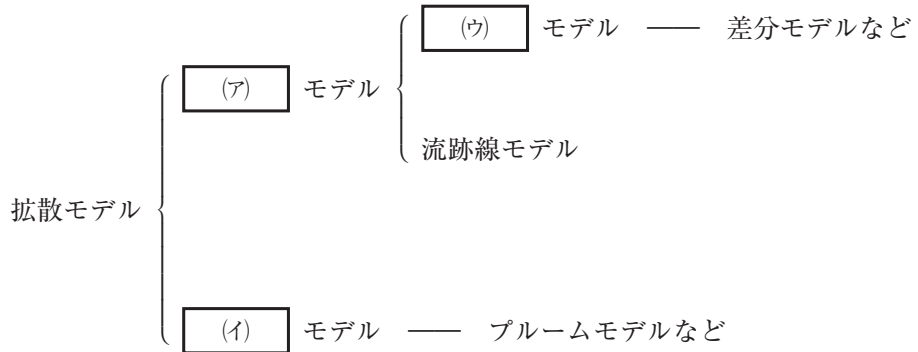 (ウ) モデル ―― 差分モデルなど
(ア) モデル
流跡線モデル
拡散モデル
(イ) モデル ―― プルームモデルなど